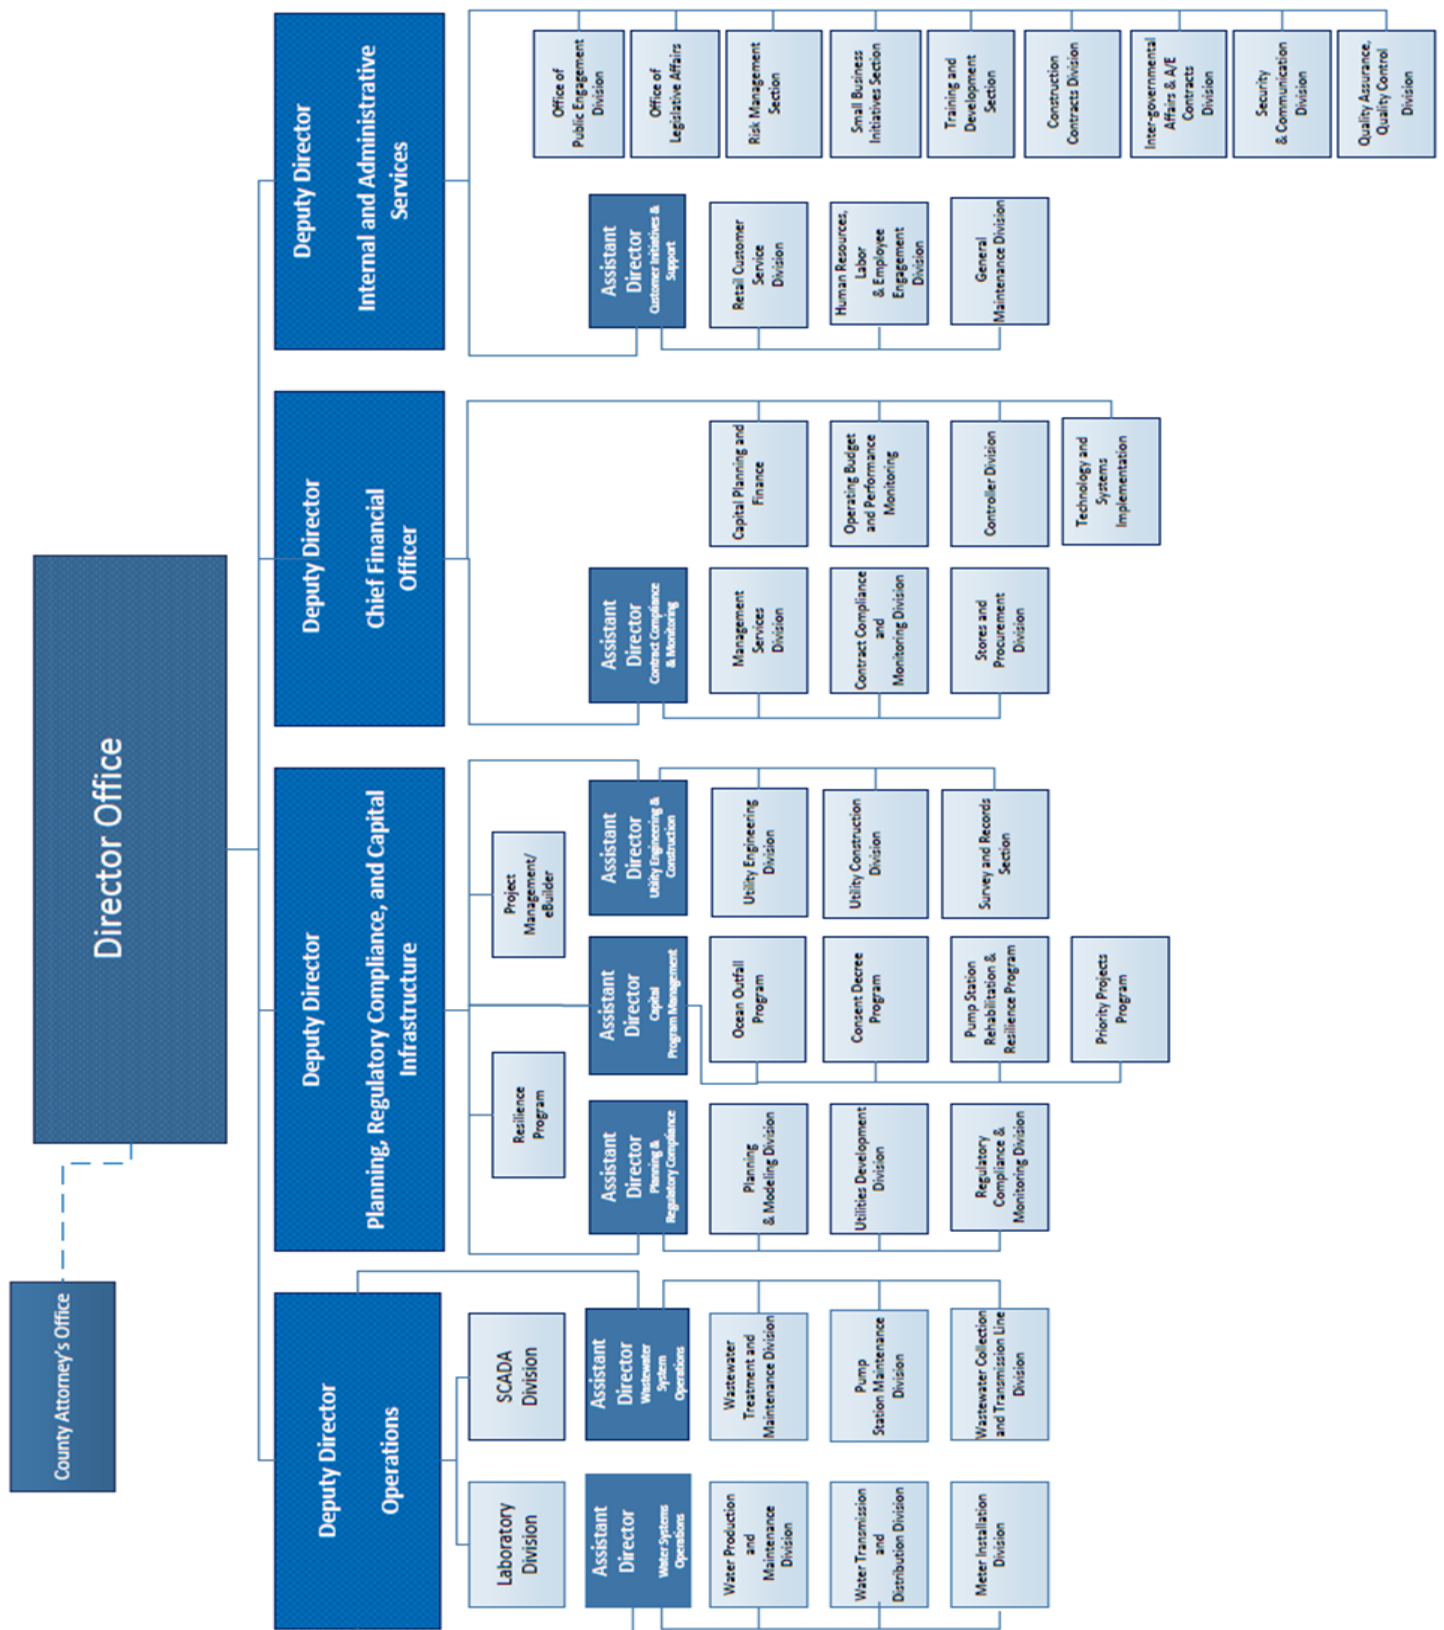 County Attorney's Office
Director Office
Deputy Director
Operations
Laboratory
Division
SCADA
Division
Assistant
Director
Water Systems
Operations
Water Production
and
Maintenance
Division
Water Transmission
and
Distribution Division
Meter Installation
Division
Assistant
Director
Wastewater
System
Operations
Wastewater
Treatment and
Maintenance Division
Pump
Station Maintenance
Division
Wastewater Collection
and Transmission Line
Division
Deputy Director
Planning, Regulatory Compliance, and Capital
Infrastructure
Resilience
Program
Project
Management/
eBuilder
Assistant
Director
Planning &
Regulatory Compliance
Planning
& Modeling Division
Utilities Development
Division
Regulatory
Compliance &
Monitoring Division
Assistant
Director
Capital
Program Management
Ocean Outfall
Program
Consent Decree
Program
Pump Station
Rehabilitation &
Resilience Program
Priority Projects
Program
Assistant
Director
Utility Engineering &
Construction
Utility Engineering
Division
Utility Construction
Division
Survey and Records
Section
Deputy Director
Chief Financial
Officer
Assistant
Director
Contract Compliance
& Monitoring
Management
Services
Division
Contract Compliance
and
Monitoring Division
Stores and
Procurement
Division
Capital Planning and
Finance
Operating Budget
and Performance
Monitoring
Controller Division
Technology and
Systems
Implementation
Deputy Director
Internal and Administrative
Services
Assistant
Director
Customer Initiatives &
Support
Retail Customer
Service
Division
Human Resources,
Labor
& Employee
Engagement
Division
General
Maintenance Division
Office of
Public Engagement
Division
Office of
Legislative Affairs
Risk Management
Section
Small Business
Initiatives Section
Training and
Development
Section
Construction
Contracts Division
Inter-governmental
Affairs & A/E
Contracts
Division
Security
& Communication
Division
Quality Assurance,
Quality Control
Division